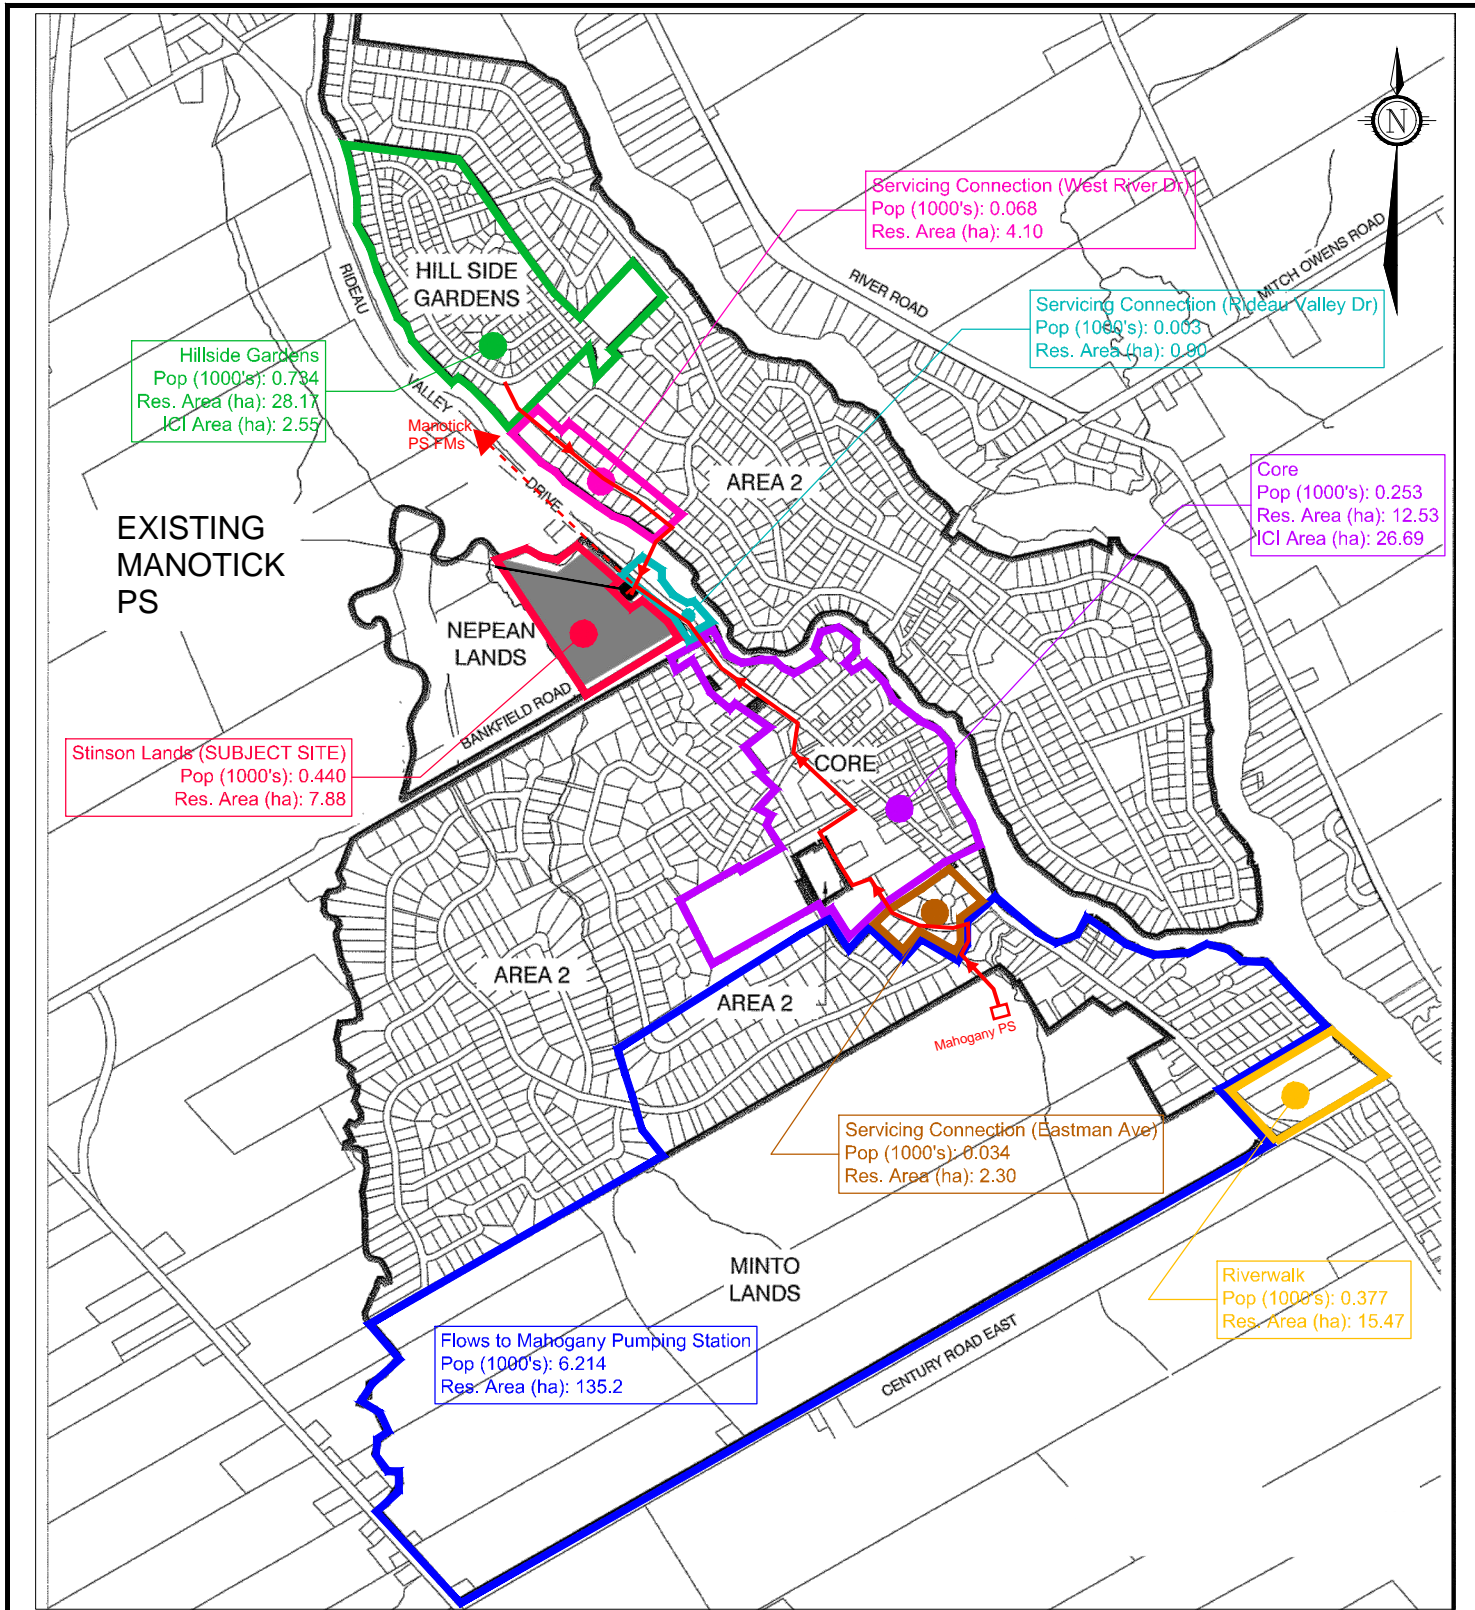 N
Servicing Connection (West River Dr)
Pop (1000's): 0.068
Res. Area (ha): 4.10
MITCH OWENS ROAD
RIVER ROAD
HILL SIDE
GARDENS
RIDEAU
VALLEY
DRIVE
Servicing Connection (Rideau Valley Dr)
Pop (1000's): 0.003
Res. Area (ha): 0.90
Hillside Gardens
Pop (1000's): 0.734
Res. Area (ha): 28.17
ICI Area (ha): 2.55
Manotick
PS FMs
AREA 2
Core
Pop (1000's): 0.253
Res. Area (ha): 12.53
ICI Area (ha): 26.69
EXISTING
MANOTICK
PS
NEPEAN
LANDS
BANKFIELD ROAD
Stinson Lands (SUBJECT SITE)
Pop (1000's): 0.440
Res. Area (ha): 7.88
CORE
AREA 2
AREA 2
Mahogany PS
Servicing Connection (Eastman Ave)
Pop (1000's): 0.034
Res. Area (ha): 2.30
MINTO
LANDS
Riverwalk
Pop (1000's): 0.377
Res. Area (ha): 15.47
Flows to Mahogany Pumping Station
Pop (1000's): 6.214
Res. Area (ha): 135.2
CENTURY ROAD EAST